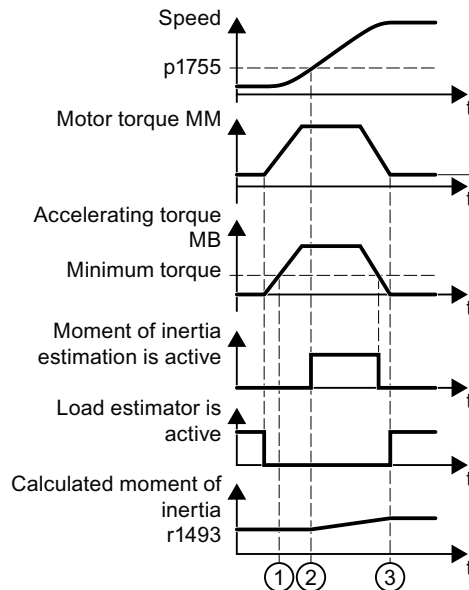 Speed
p1755
t
Motor torque MM
t
Accelerating torque
MB
Minimum torque
t
Moment of inertia
estimation is active
t
Load estimator is
active
t
Calculated moment of
inertia
r1493
t
1 2 3